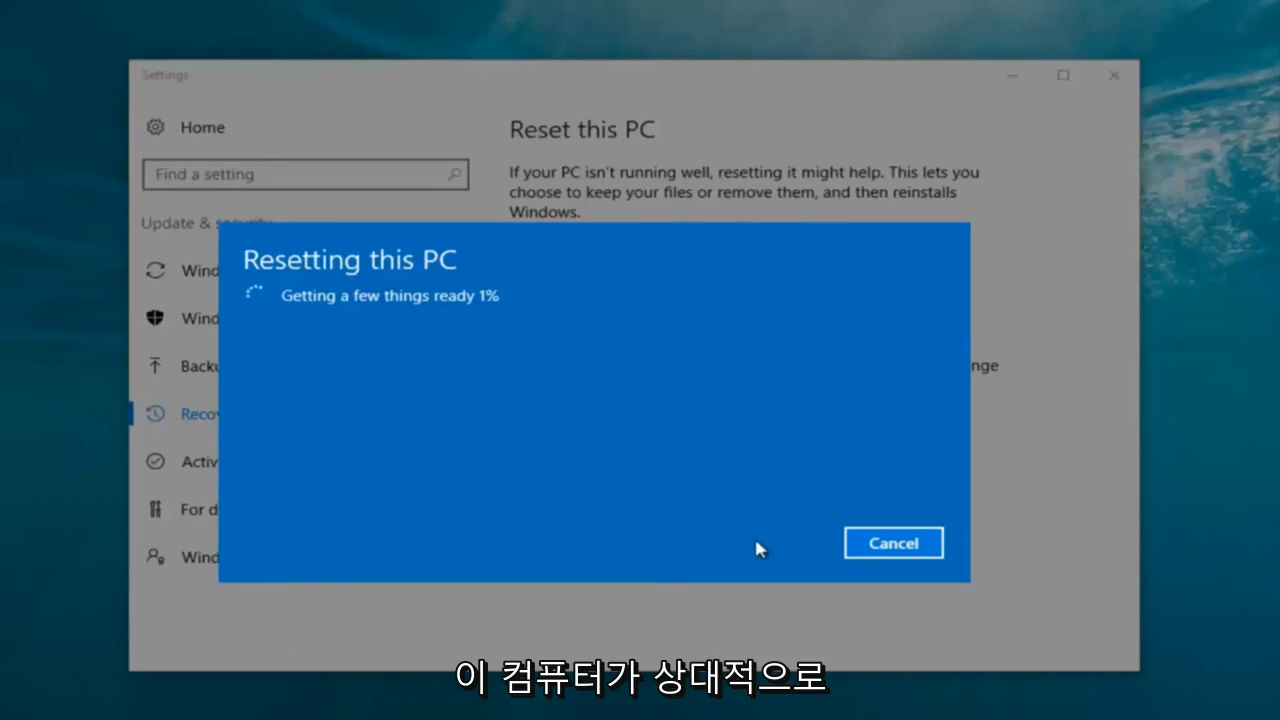 Settings
Home
Find a setting
Update & security
Wind
Wind
Backu
Recov
Activ
For d
Wind
Reset this PC
If your PC isn't running well, resetting it might help. This lets you
choose to keep your files or remove them, and then reinstalls
Windows.
nge
Resetting this PC
Getting a few things ready 1%
Cancel
이 컴퓨터가 상대적으로